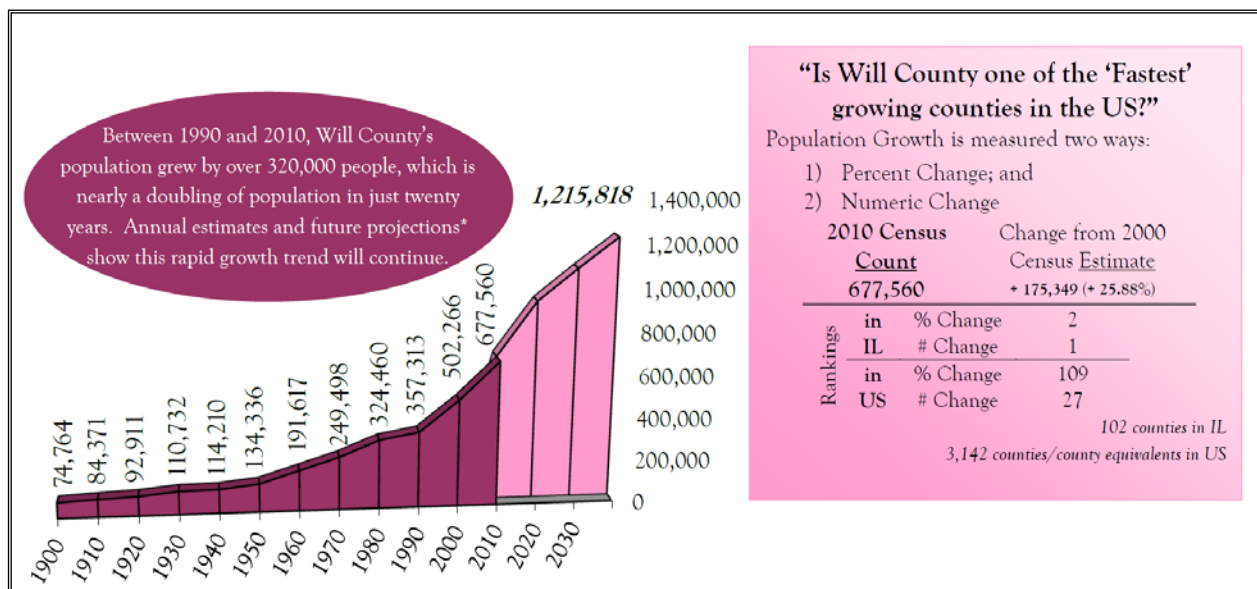 Between 1990 and 2010, Will County's
population grew by over 320,000 people, which is
nearly a doubling of population in just twenty
years. Annual estimates and future projections*
show this rapid growth trend will continue.
1,215,818
1,400,000
1,200,000
1,000,000
800,000
600,000
400,000
200,000
0
74,764
84,371
92,911
110,732
114,210
134,336
191,617
249,498
324,460
357,313
502,266
677,560
1900
1910
1920
1930
1940
1950
1960
1970
1980
1990
2000
2010
2020
2030
"Is Will County one of the 'Fastest'
growing counties in the US?"
Population Growth is measured two ways:
1) Percent Change; and
2) Numeric Change
2010 Census Change from 2000
Count Census Estimate
677,560 + 175,349 (+ 25.88%)
Rankings
in % Change 2
IL # Change 1
in % Change 109
US # Change 27
102 counties in IL
3,142 counties/county equivalents in US